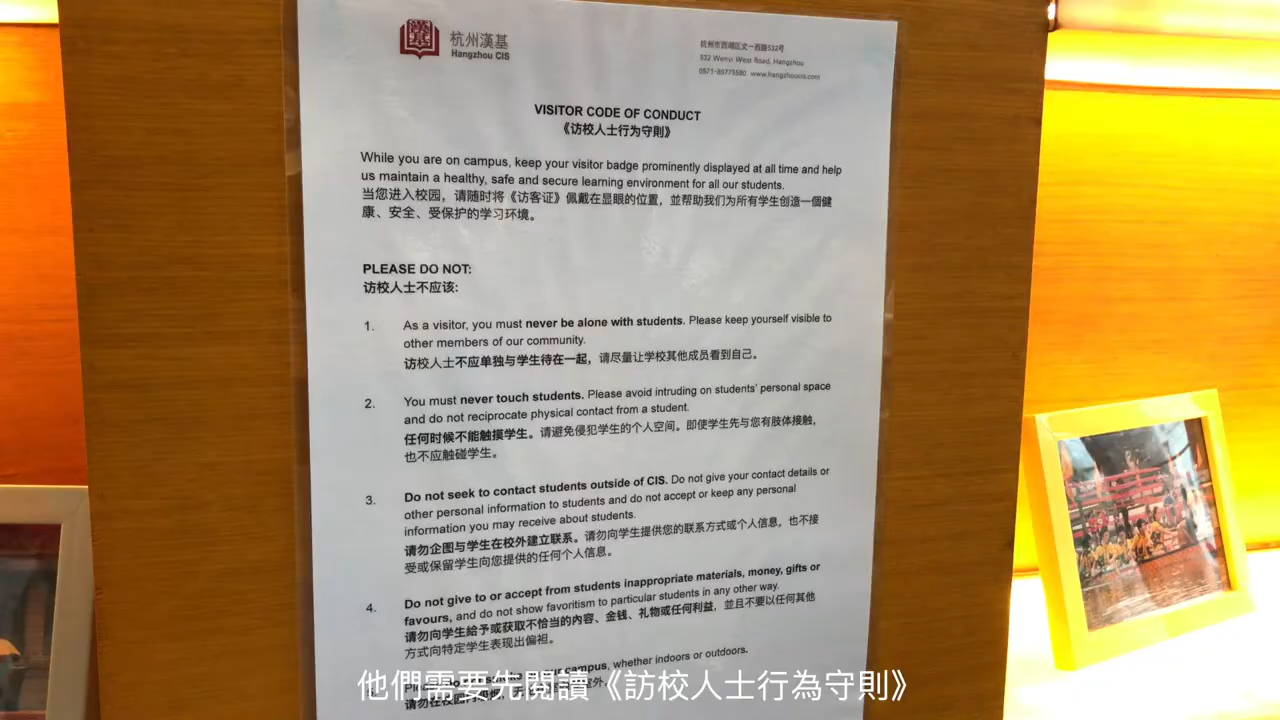 杭州漢基
Hangzhou CIS
杭州市西湖区文一西路532号
532 Wenyi West Road, Hangzhou
0571-89775580 www.hangzhoucis.com
VISITOR CODE OF CONDUCT
《访校人士行为守則》
While you are on campus, keep your visitor badge prominently displayed at all time and help
us maintain a healthy, safe and secure learning environment for all our students.
当您进入校园，请随时将《访客证》佩戴在显眼的位置，並帮助我们为所有学生创造一個健
康、安全、受保护的学习环境。
PLEASE DO NOT:
访校人士不应该:
1. As a visitor, you must never be alone with students. Please keep yourself visible to
other members of our community.
访校人士不应单独与学生待在一起，请尽量让学校其他成员看到自己。
2. You must never touch students. Please avoid intruding on students' personal space
and do not reciprocate physical contact from a student.
任何时候不能触摸学生。请避免侵犯学生的个人空间。即使学生先与您有肢体接触，
也不应触碰学生。
3. Do not seek to contact students outside of CIS. Do not give your contact details or
other personal information to students and do not accept or keep any personal
information you may receive about students.
请勿企图与学生在校外建立联系。请勿向学生提供您的联系方式或个人信息，也不接
受或保留学生向您提供的任何个人信息。
4. Do not give to or accept from students inappropriate materials, money, gifts or
favours, and do not show favoritism to particular students in any other way.
请勿向学生給予或获取不恰当的內容、金钱、礼物或任何利益，並且不要以任何其他
方式向特定学生表现出偏袒。
campus, whether indoors or outdoors.
请勿在校园
他們需要先閱讀《訪校人士行為守則》